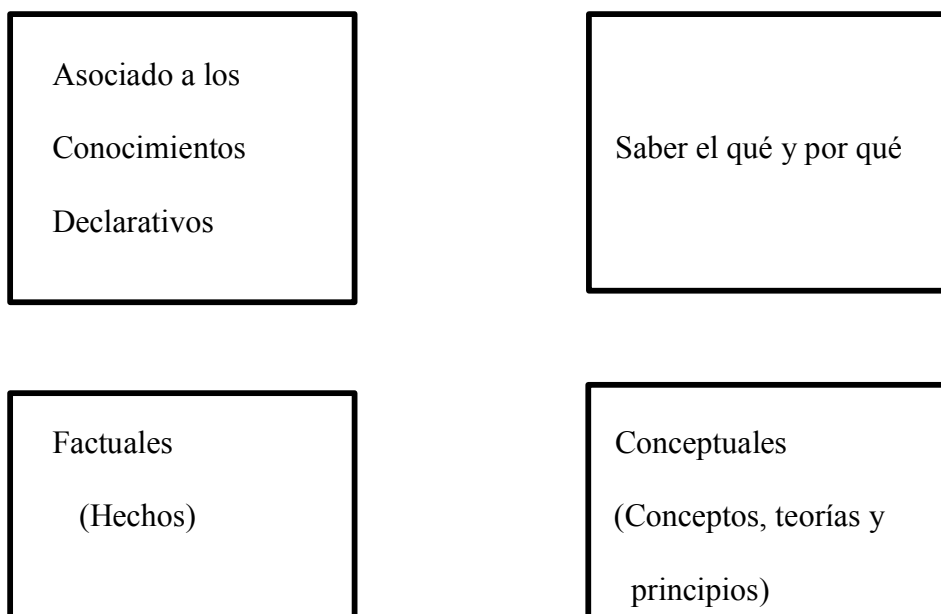 Asociado a los
Conocimientos
Declarativos
Saber el qué y por qué
Factuales
(Hechos)
Conceptuales
(Conceptos, teorías y
principios)